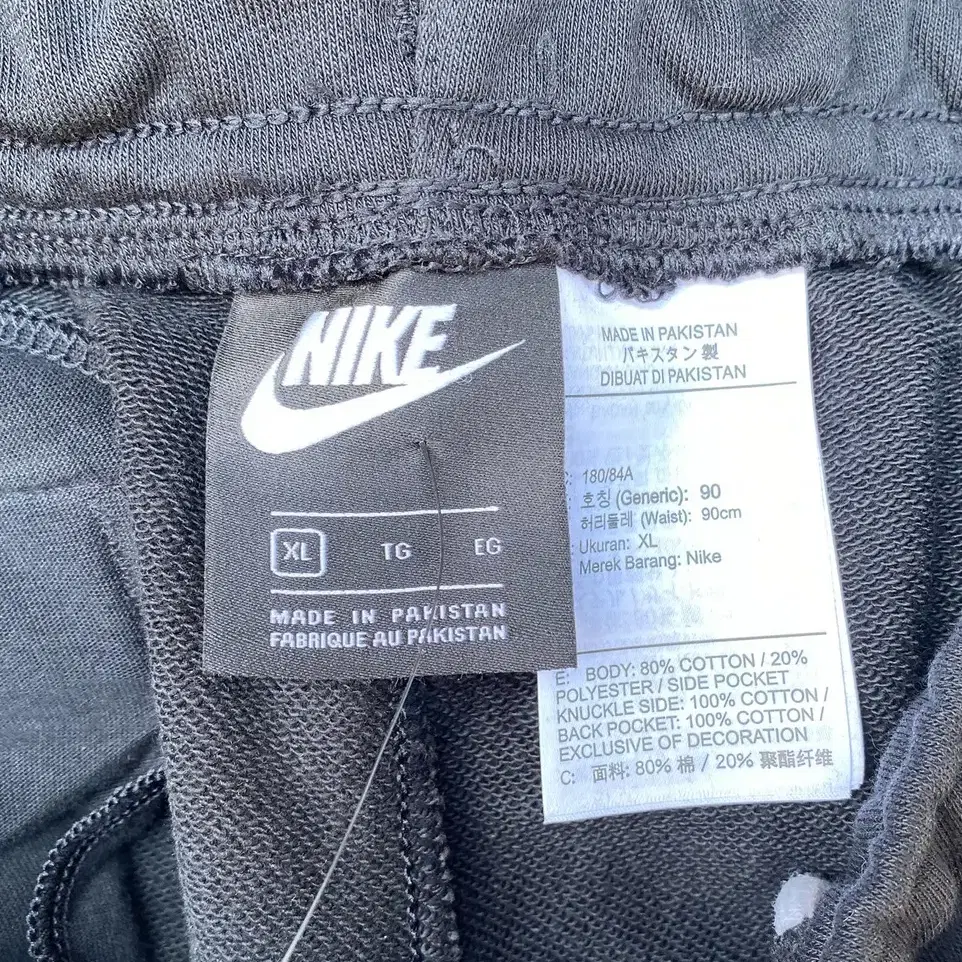 NIKE
XL TG EG
MADE IN PAKISTAN
FABRIQUE AU PAKISTAN
MADE IN PAKISTAN
パキスタン製
DIBUAT DI PAKISTAN
: 180/84A
호칭 (Generic): 90
허리둘레 (Waist): 90cm
: Ukuran: XL
Merek Barang: Nike
E: BODY: 80% COTTON / 20%
POLYESTER / SIDE POCKET
KNUCKLE SIDE: 100% COTTON /
BACK POCKET: 100% COTTON /
EXCLUSIVE OF DECORATION
C: 面料: 80% 棉 / 20% 聚酯纤维